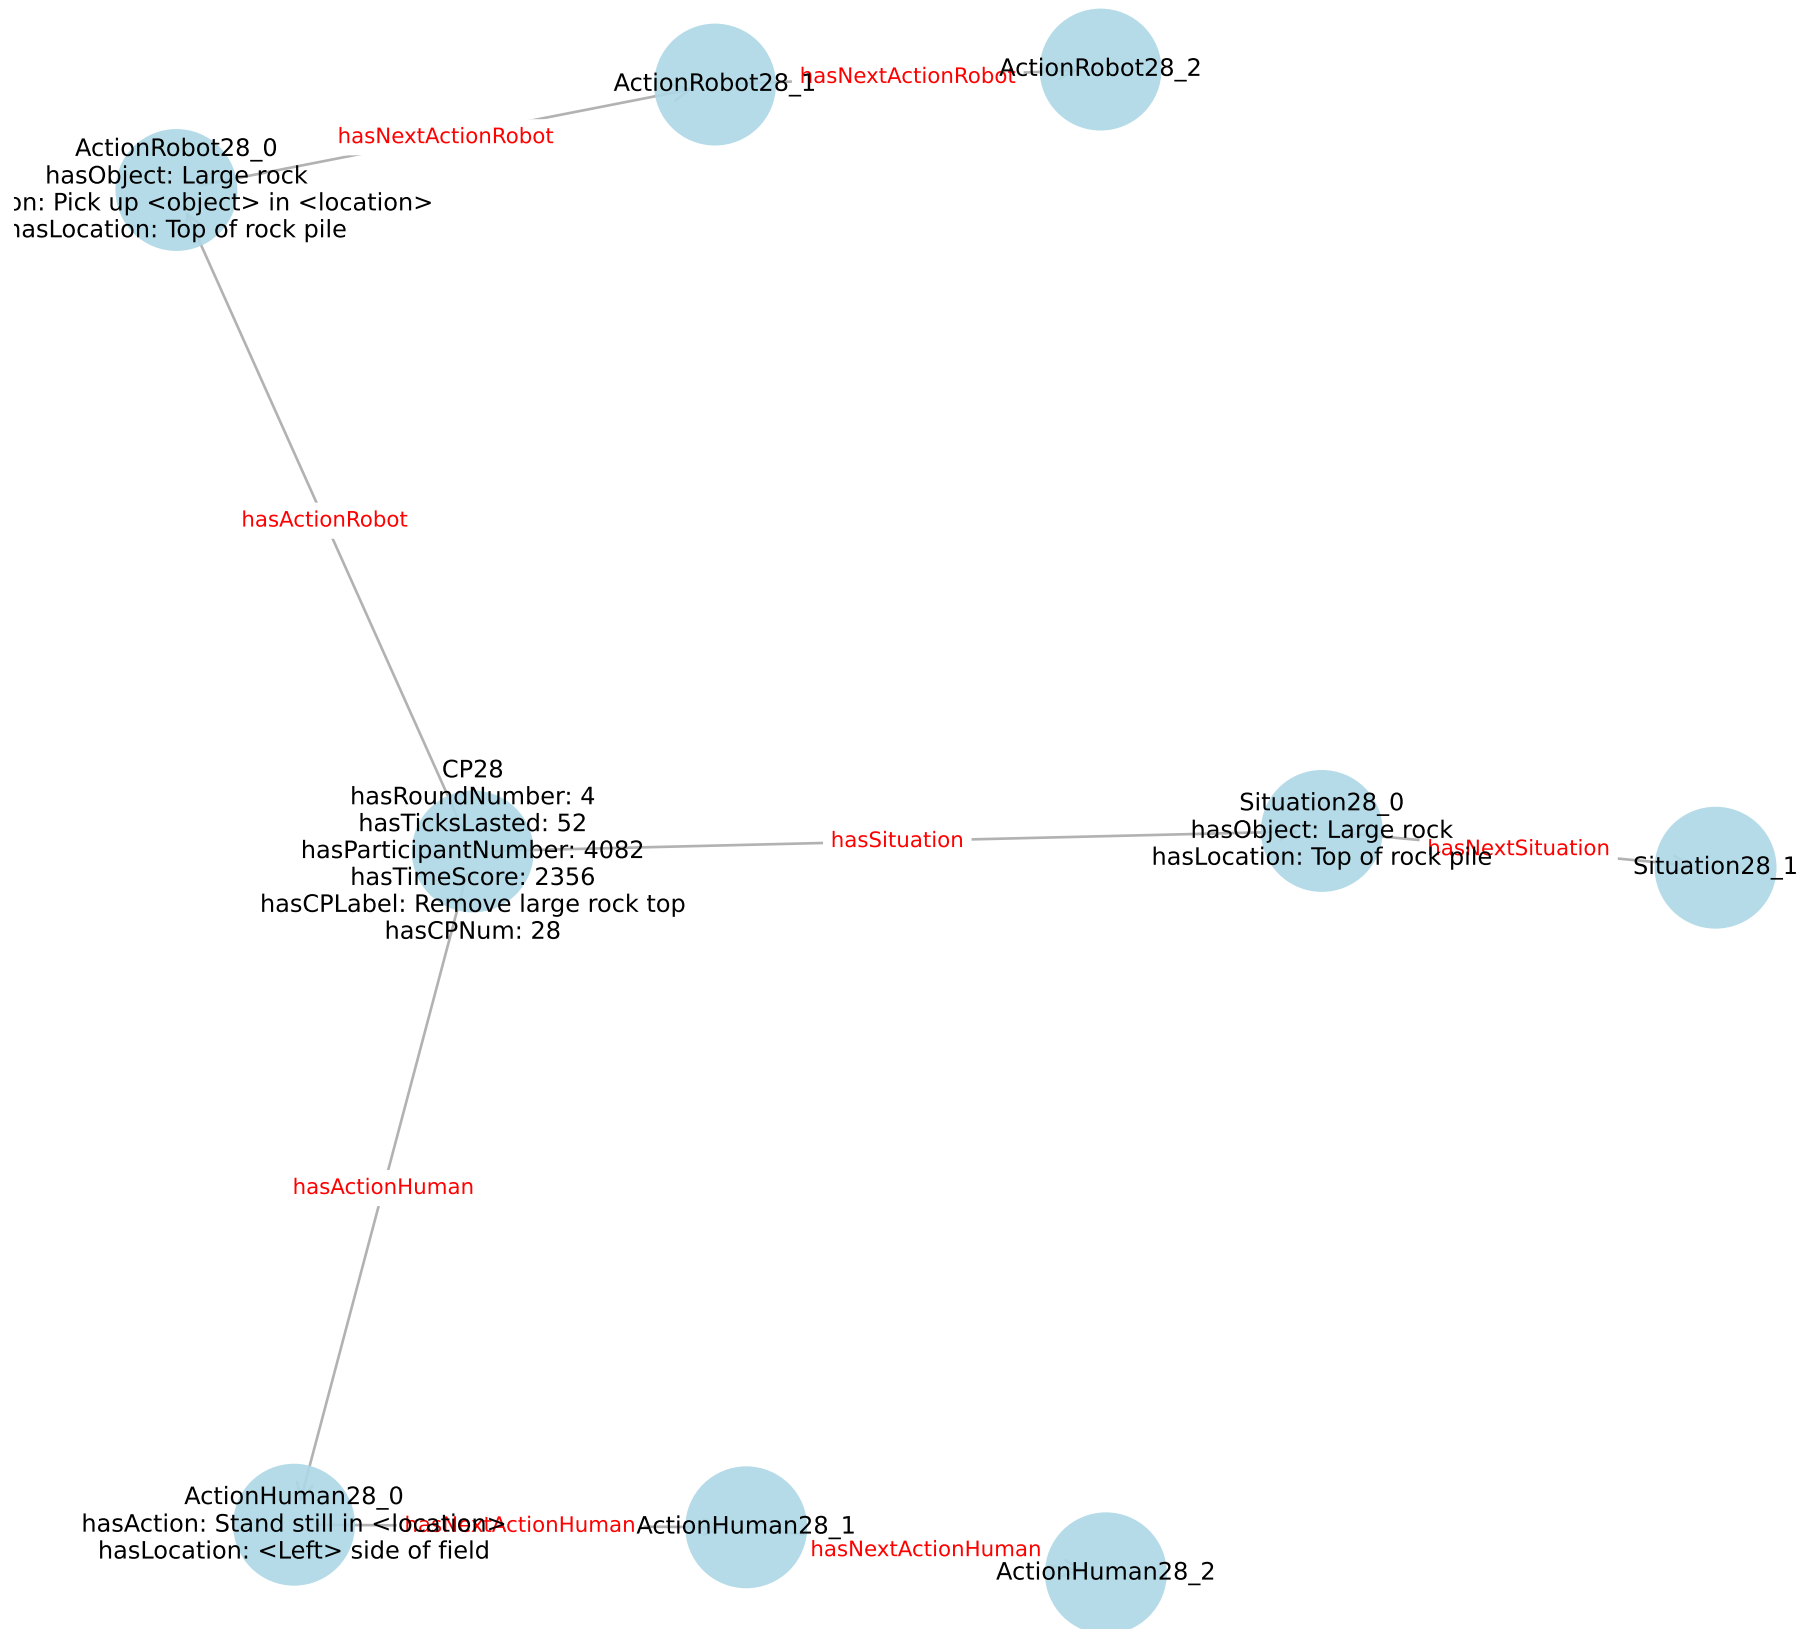 ActionRobot28_1
hasNextActionRobot
ActionRobot28_2
hasNextActionRobot
ActionRobot28_0
hasObject: Large rock
on: Pick up <object> in <location>
hasLocation: Top of rock pile
hasActionRobot
CP28
hasRoundNumber: 4
hasTicksLasted: 52
hasParticipantNumber: 4082
hasTimeScore: 2356
hasCPLabel: Remove large rock top
hasCPNum: 28
hasSituation
Situation28_0
hasObject: Large rock
hasLocation: Top of rock pile
hasNextSituation
Situation28_1
hasActionHuman
ActionHuman28_0
hasAction: Stand still in <location>
hasLocation: <Left> side of field
hasNextActionHuman
ActionHuman28_1
hasNextActionHuman
ActionHuman28_2